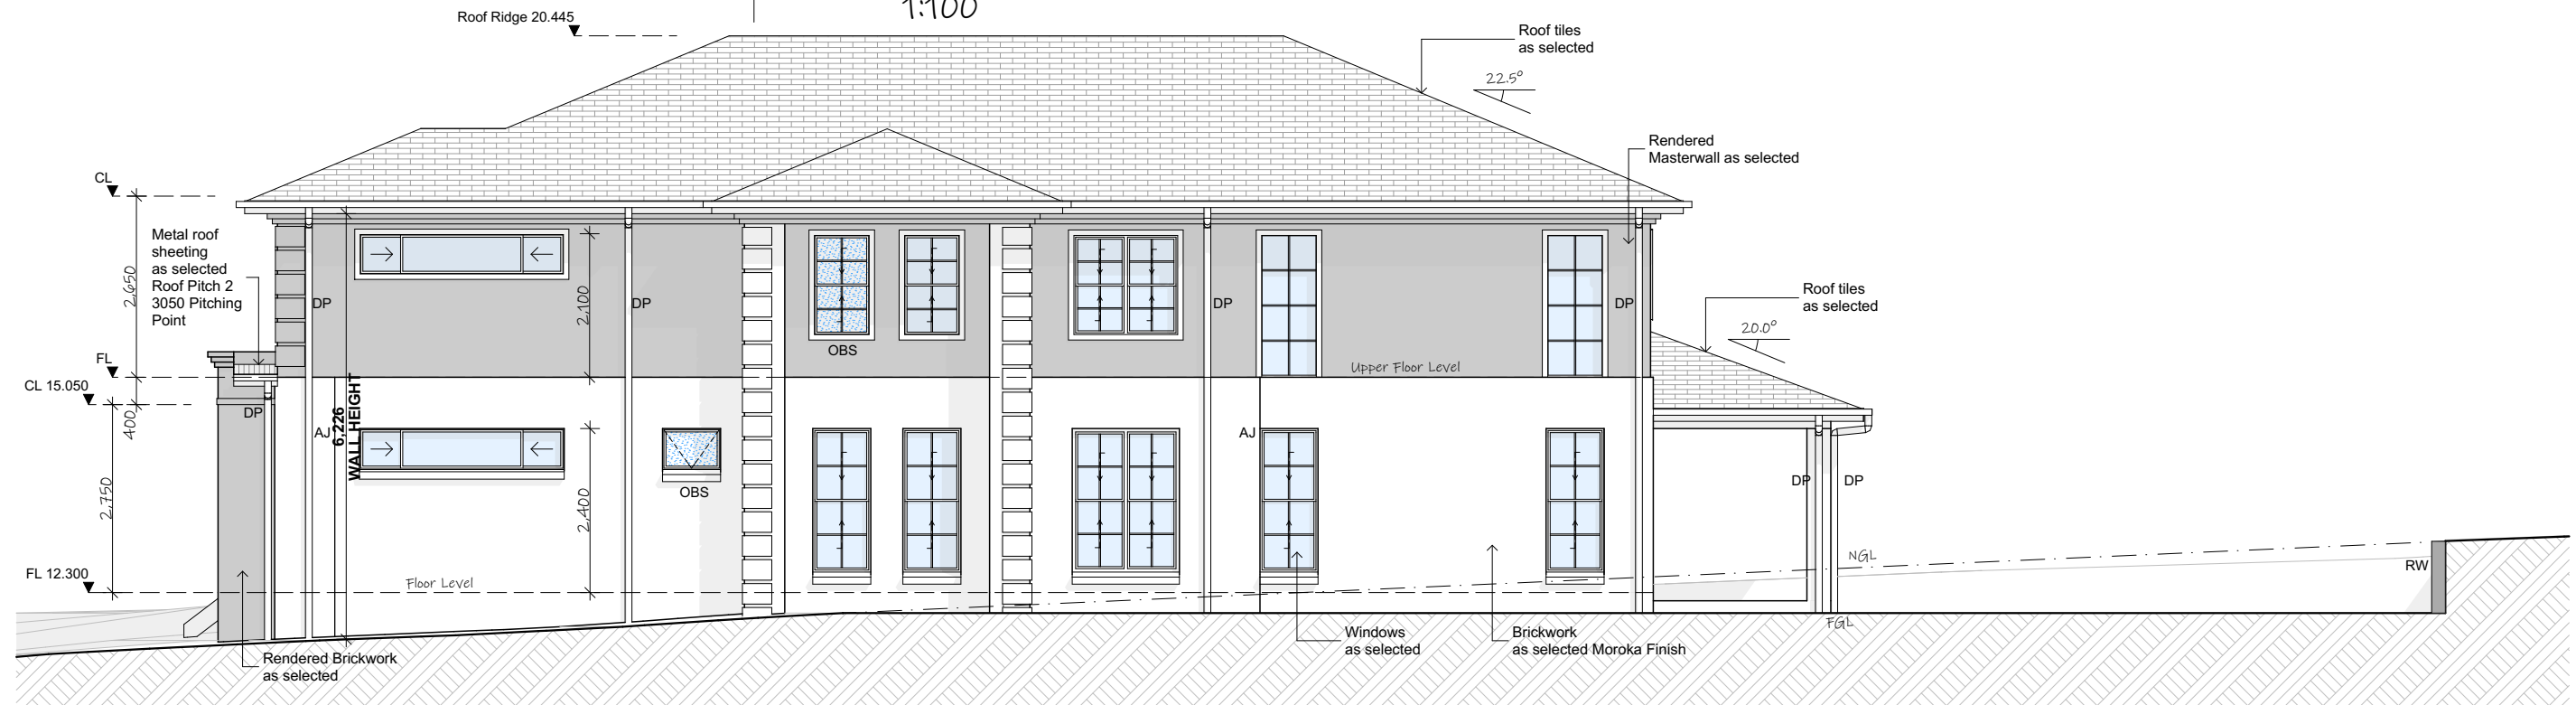 1:100
Roof Ridge 20.445
Roof tiles
as selected
22.5°
Rendered
Masterwall as selected
CL
Metal roof
sheeting
as selected
Roof Pitch 2
3050 Pitching
Point
2,650
DP
2,100
DP
OBS
DP
DP
Roof tiles
as selected
20.0°
FL
Upper Floor Level
CL 15.050
400
DP
AJ
6,226
WALL HEIGHT
AJ
2,750
2,400
OBS
DP
DP
FL 12.300
Floor Level
NGL
RW
FGL
Rendered Brickwork
as selected
Windows
as selected
Brickwork
as selected Moroka Finish